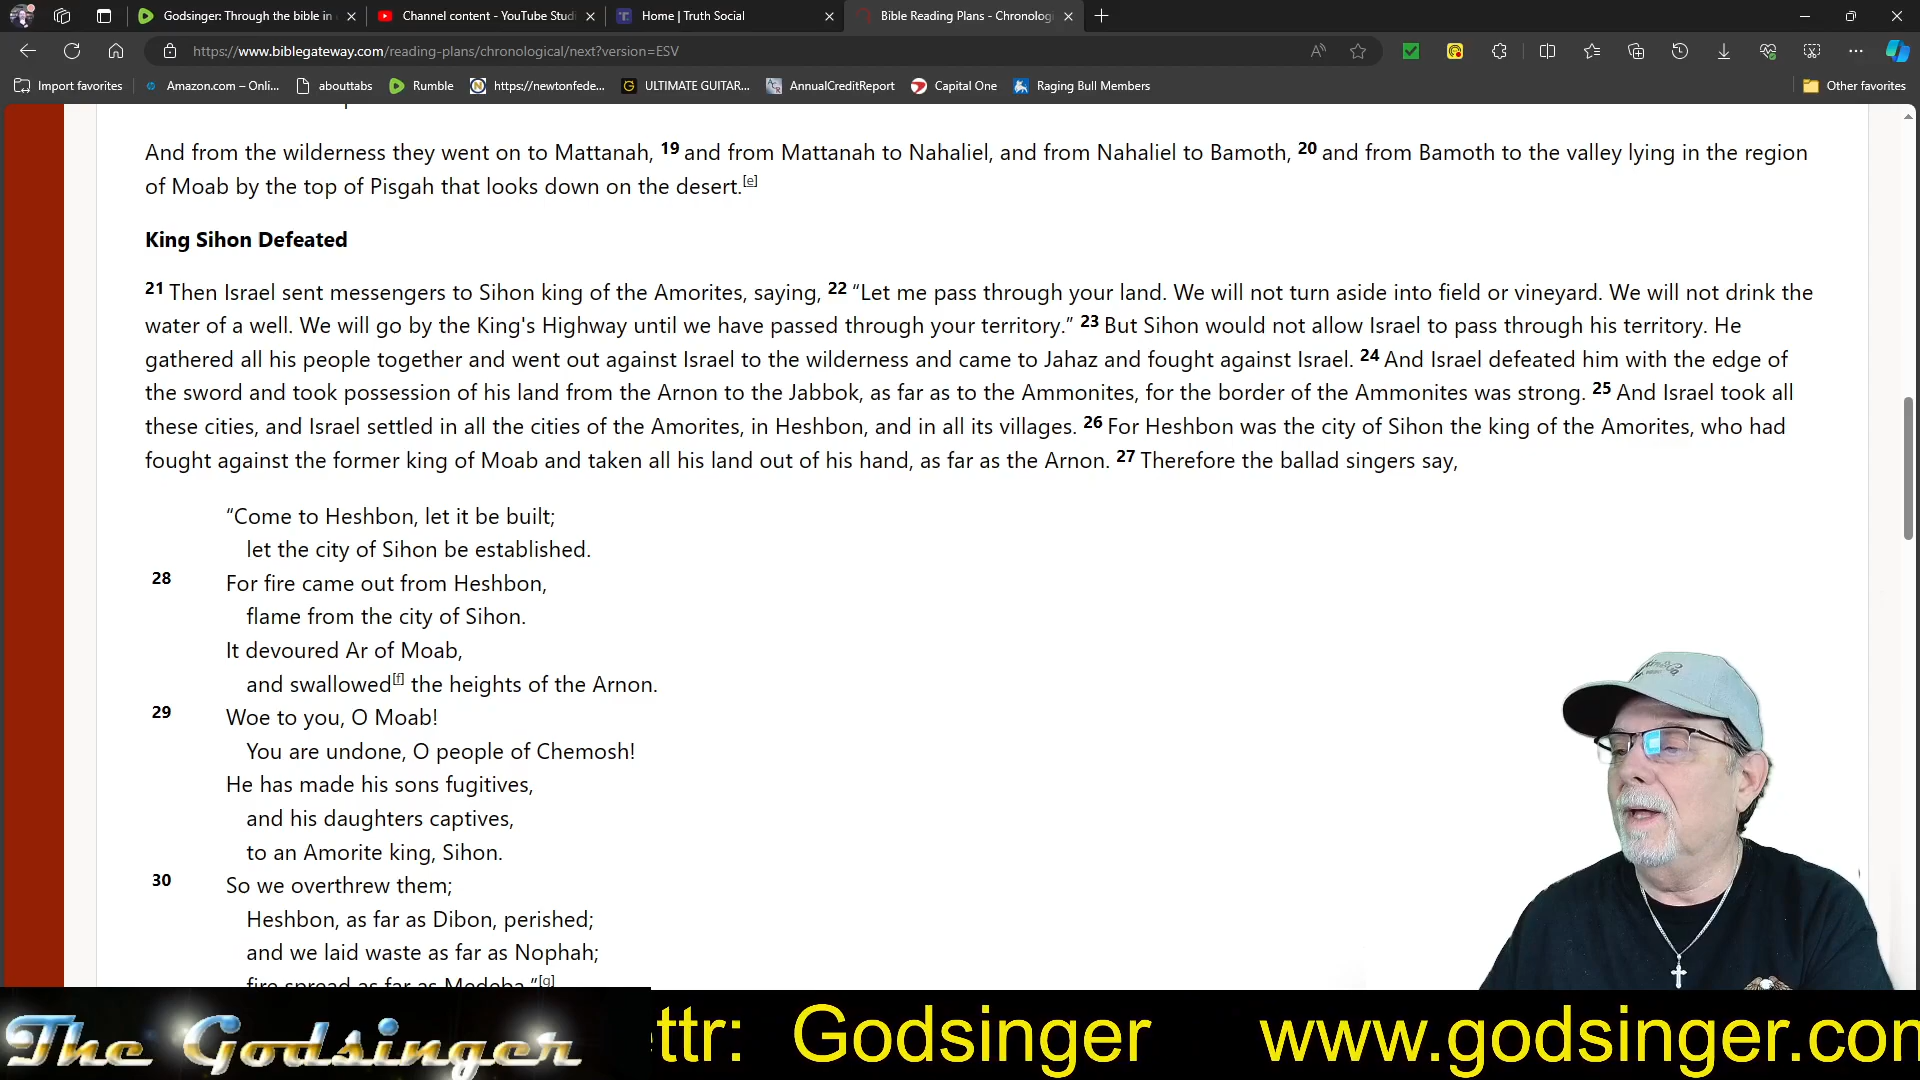 Godsinger: Through the bible in
Channel content - YouTube Studi
Home | Truth Social
Bible Reading Plans - Chronolog
https://www.biblegateway.com/reading-plans/chronological/next?version=ESV
Import favorites
Amazon.com – Onli...
abouttabs
Rumble
https://newtonfede...
ULTIMATE GUITAR...
AnnualCreditReport
Capital One
Raging Bull Members
Other favorites
And from the wilderness they went on to Mattanah, 19 and from Mattanah to Nahaliel, and from Nahaliel to Bamoth, 20 and from Bamoth to the valley lying in the region
of Moab by the top of Pisgah that looks down on the desert.[e]
King Sihon Defeated
21 Then Israel sent messengers to Sihon king of the Amorites, saying, 22 “Let me pass through your land. We will not turn aside into field or vineyard. We will not drink the
water of a well. We will go by the King's Highway until we have passed through your territory.” 23 But Sihon would not allow Israel to pass through his territory. He
gathered all his people together and went out against Israel to the wilderness and came to Jahaz and fought against Israel. 24 And Israel defeated him with the edge of
the sword and took possession of his land from the Arnon to the Jabbok, as far as to the Ammonites, for the border of the Ammonites was strong. 25 And Israel took all
these cities, and Israel settled in all the cities of the Amorites, in Heshbon, and in all its villages. 26 For Heshbon was the city of Sihon the king of the Amorites, who had
fought against the former king of Moab and taken all his land out of his hand, as far as the Arnon. 27 Therefore the ballad singers say,
“Come to Heshbon, let it be built;
let the city of Sihon be established.
28 For fire came out from Heshbon,
flame from the city of Sihon.
It devoured Ar of Moab,
and swallowed[f] the heights of the Arnon.
29 Woe to you, O Moab!
You are undone, O people of Chemosh!
He has made his sons fugitives,
and his daughters captives,
to an Amorite king, Sihon.
30 So we overthrew them;
Heshbon, as far as Dibon, perished;
and we laid waste as far as Nophah;
fire spread as far as Medeba.”[g]
The Godsinger
ettr: Godsinger www.godsinger.com